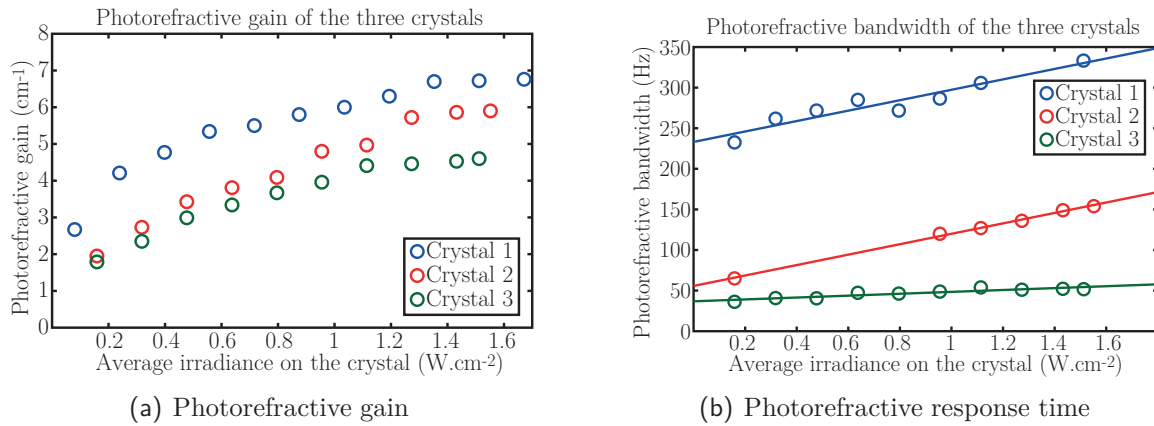 Photorefractive gain of the three crystals
Photorefractive gain (cm-1)
8
7
6
5
4
3
2
1
0
0.2 0.4 0.6 0.8 1 1.2 1.4 1.6
Average irradiance on the crystal (W.cm-2)
Crystal 1
Crystal 2
Crystal 3
(a) Photorefractive gain
Photorefractive bandwidth of the three crystals
Photorefractive bandwidth (Hz)
350
300
250
200
150
100
50
0
0.2 0.4 0.6 0.8 1 1.2 1.4 1.6
Average irradiance on the crystal (W.cm-2)
Crystal 1
Crystal 2
Crystal 3
(b) Photorefractive response time